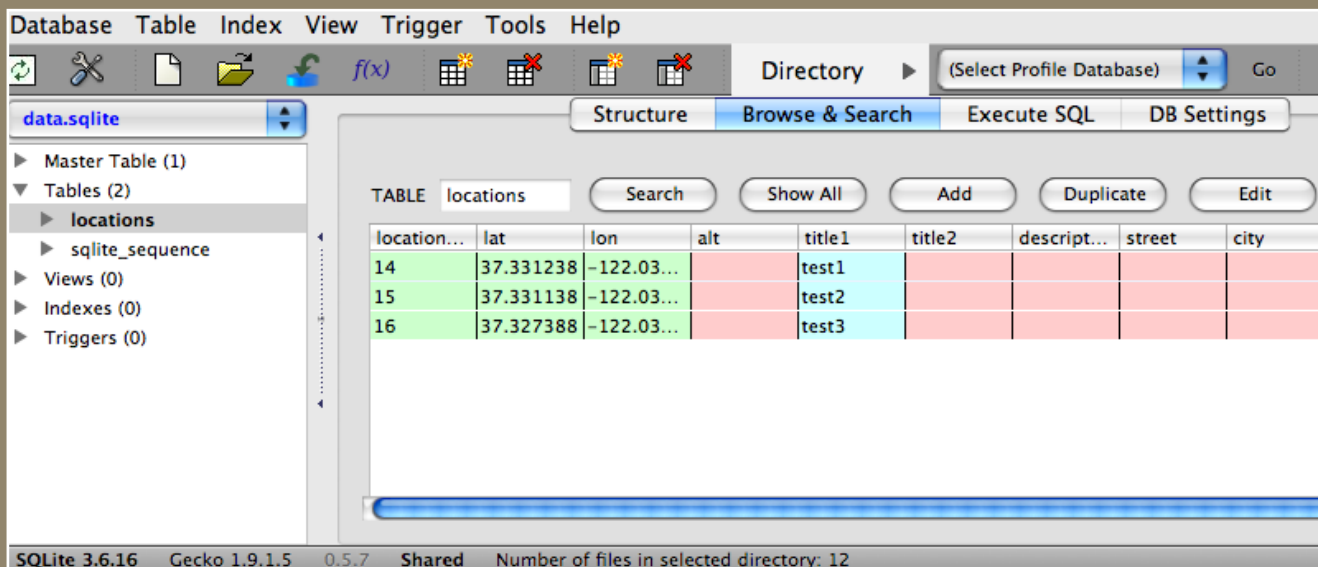 Database Table Index View Trigger Tools Help
f(x) Directory (Select Profile Database) Go
data.sqlite
Structure Browse & Search Execute SQL DB Settings
Master Table (1)
Tables (2)
locations
sqlite_sequence
Views (0)
Indexes (0)
Triggers (0)
TABLE locations Search Show All Add Duplicate Edit
location... lat lon alt title1 title2 descript... street city
14 37.331238 -122.03... test1
15 37.331138 -122.03... test2
16 37.327388 -122.03... test3
SQLite 3.6.16 Gecko 1.9.1.5 0.5.7 Shared Number of files in selected directory: 12